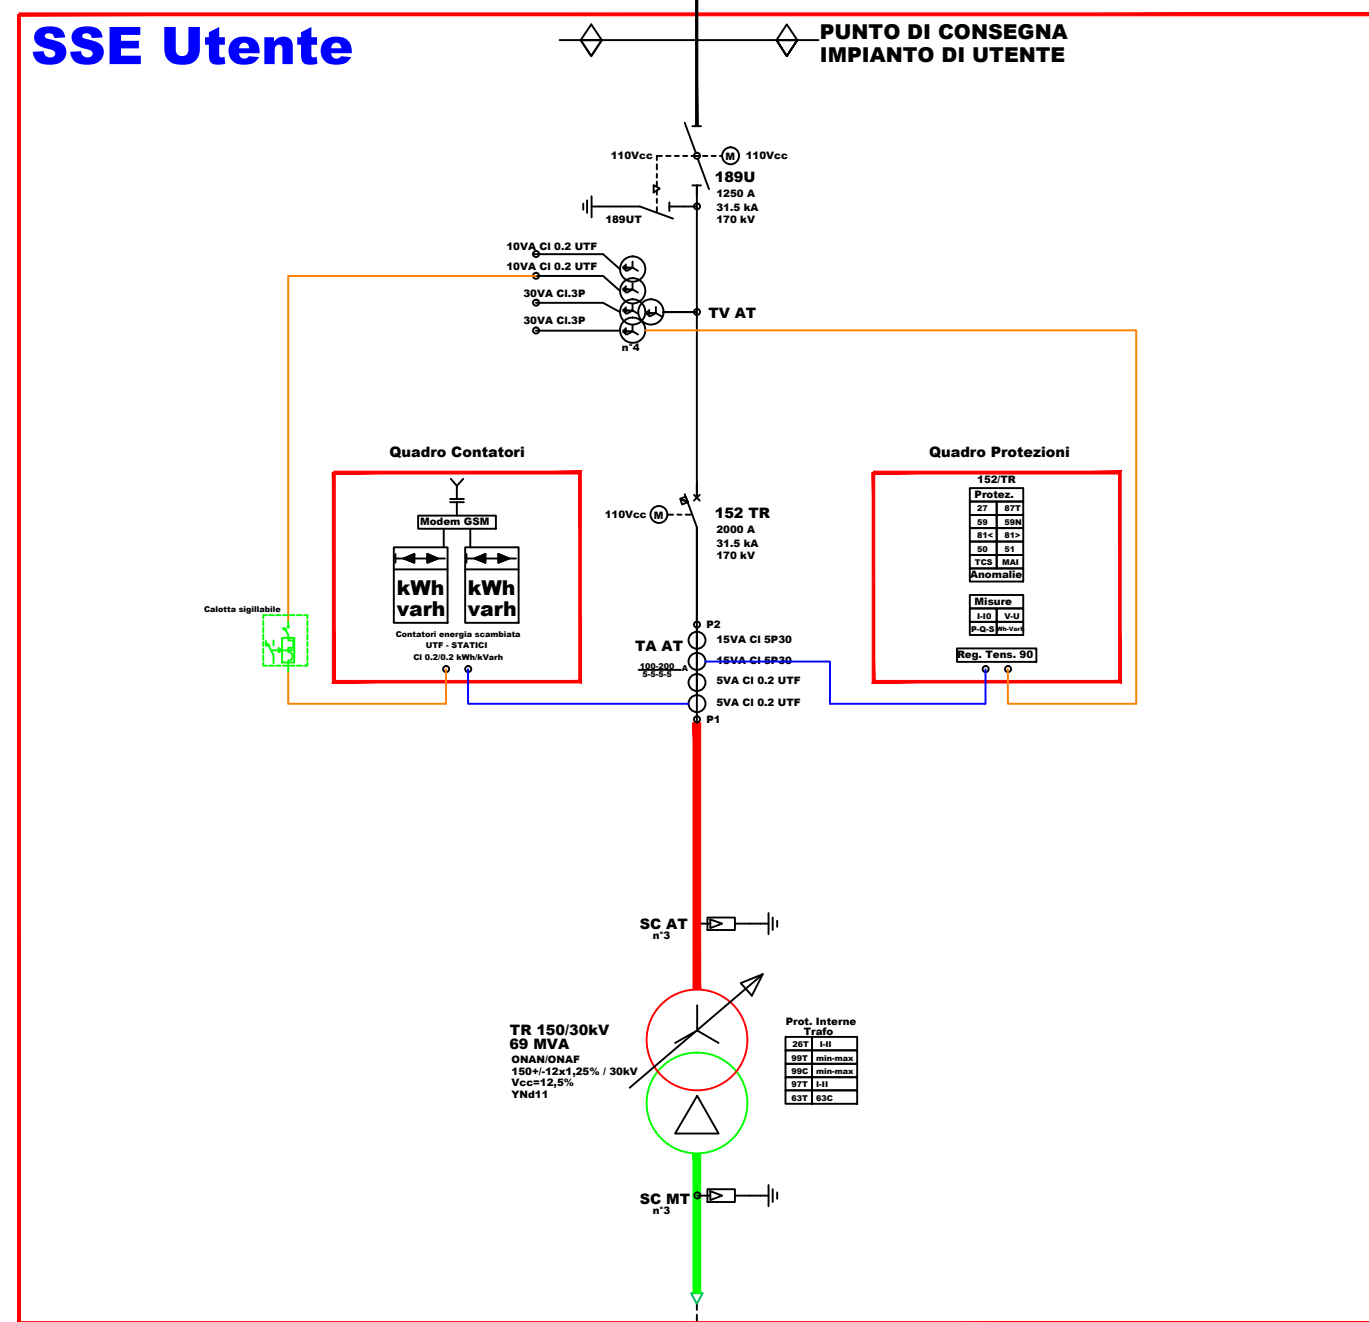 SSE Utente
PUNTO DI CONSEGNA
IMPIANTO DI UTENTE
110Vcc
M
110Vcc
189U
1250 A
31.5 kA
170 kV
189UT
10VA Cl 0.2 UTF
10VA Cl 0.2 UTF
30VA Cl.3P
30VA Cl.3P
n°4
TV AT
Quadro Contatori
Modem GSM
kWh
varh
kWh
varh
Contatori energia scambiata
UTF - STATICI
Cl 0.2/0.2 kWh/kVarh
Calotta sigillabile
110Vcc
M
152 TR
2000 A
31.5 kA
170 kV
Quadro Protezioni
152/TR
Protez.
27 87T
59 59N
81< 81>
50 51
TCS MAI
Anomalie
Misure
I-I0 V-U
P-Q-S Wh-Varh
Reg. Tens. 90
P2
TA AT
100-200 A
5-5-5-5
15VA Cl 5P30
15VA Cl 5P30
5VA Cl 0.2 UTF
5VA Cl 0.2 UTF
P1
SC AT
n°3
TR 150/30kV
69 MVA
ONAN/ONAF
150+/-12x1,25% / 30kV
Vcc=12,5%
YNd11
Prot. Interne
Trafo
26T I-II
99T min-max
99C min-max
97T I-II
63T 63C
SC MT
n°3